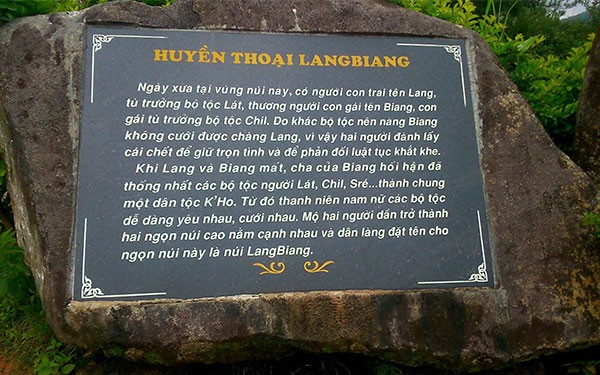 HUYỀN THOẠI LANGBIANG
Ngày xưa tại vùng núi nay, có người con trai tên Lang,
tù trưởng bộ tộc Lát, thương người con gái tên Biang, con
gái tù trưởng bộ tộc Chil. Do khác bộ tộc nên nàng Biang
không cưới được chàng Lang, vì vậy hai người đành lấy
cái chết để giữ trọn tình và để phản đối luật tục khắt khe.
Khi Lang và Biang mất, cha của Biang hối hận đã
thống nhất các bộ tộc người Lát, Chil, Sré...thành chung
một dân tộc K'Ho. Từ đó thanh niên nam nữ các bộ tộc
dễ dàng yêu nhau, cưới nhau. Mộ hai người dần trở thành
hai ngọn núi cao nằm cạnh nhau và dân làng đặt tên cho
ngọn núi này là núi LangBiang.